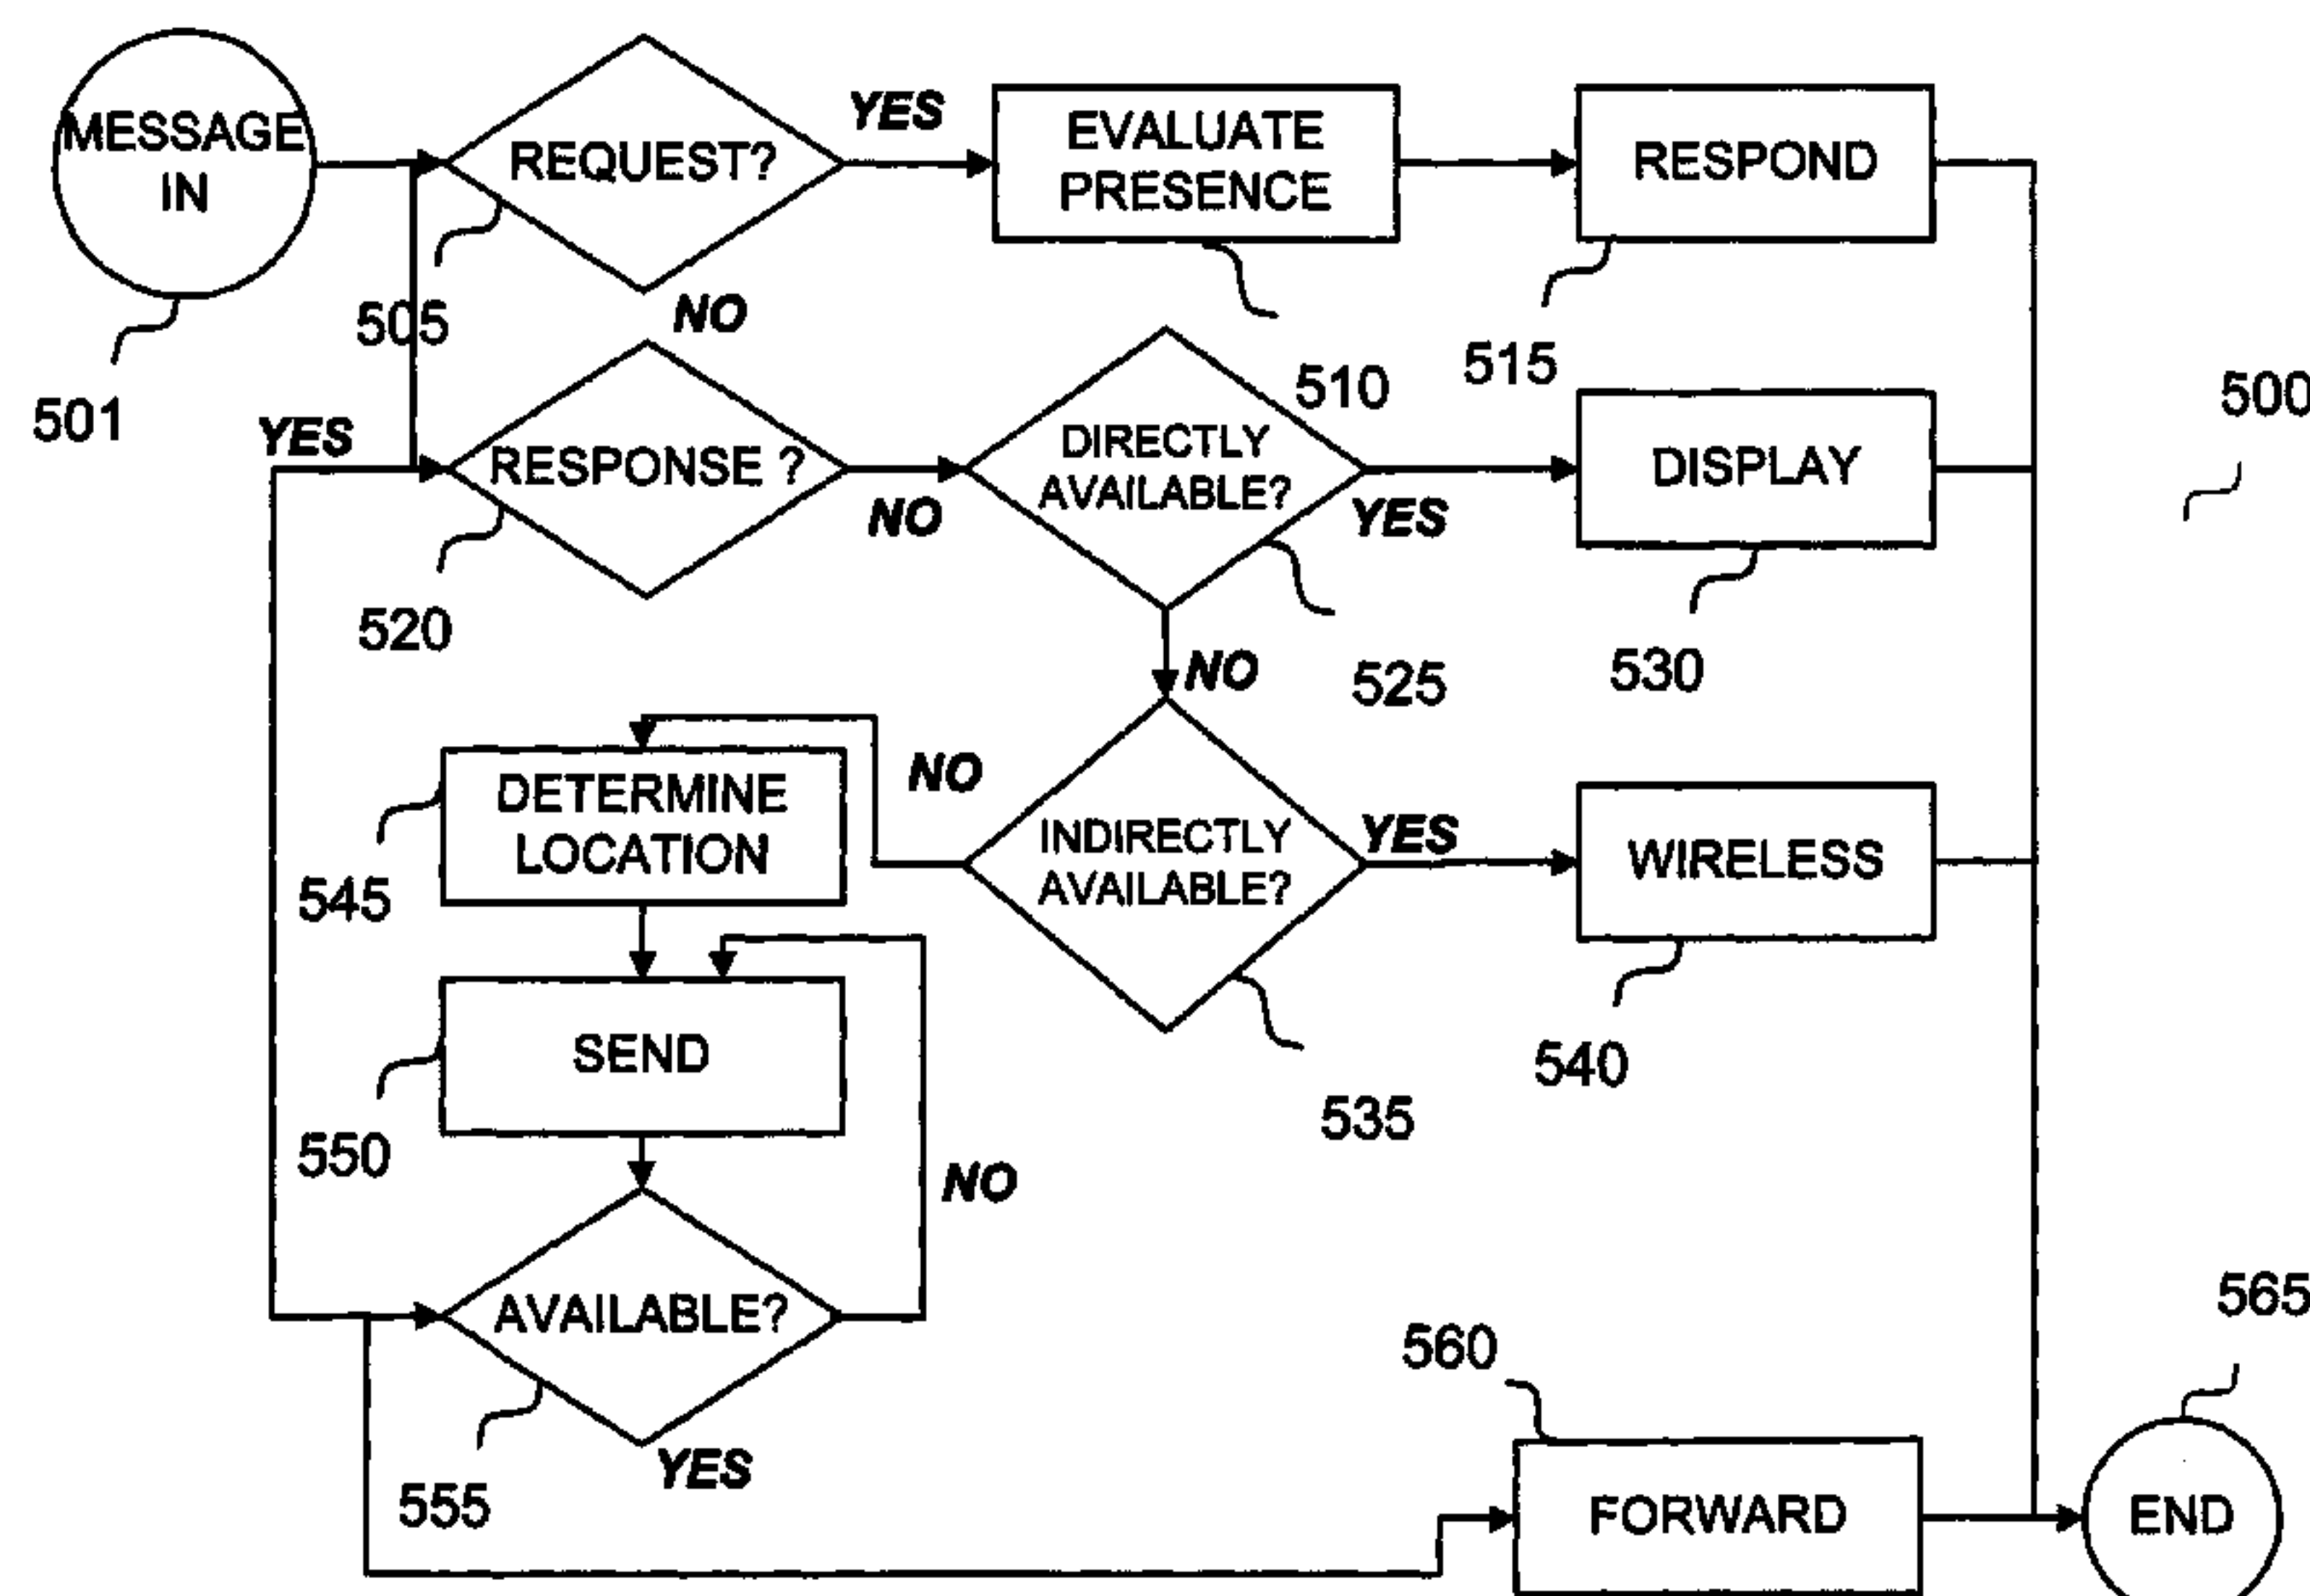 MESSAGE
IN
REQUEST?
YES
EVALUATE
PRESENCE
RESPOND
505
NO
510
515
501
500
YES
RESPONSE ?
NO
DIRECTLY
AVAILABLE?
YES
DISPLAY
520
NO
525
530
DETERMINE
LOCATION
NO
INDIRECTLY
AVAILABLE?
YES
WIRELESS
545
SEND
540
535
550
NO
AVAILABLE?
565
560
YES
555
FORWARD
END